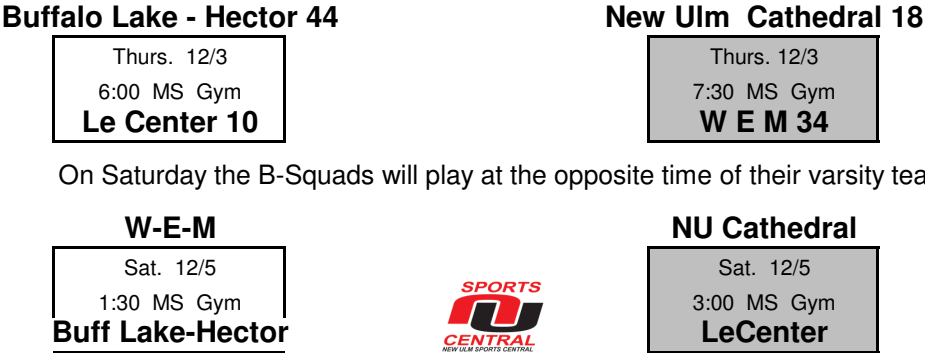 Buffalo Lake - Hector 44
Thurs. 12/3
6:00 MS Gym
Le Center 10
New Ulm Cathedral 18
Thurs. 12/3
7:30 MS Gym
W E M 34
On Saturday the B-Squads will play at the opposite time of their varsity tea
W-E-M
Sat. 12/5
1:30 MS Gym
Buff Lake-Hector
SPORTS
NU
CENTRAL
NEW ULM SPORTS CENTRAL
NU Cathedral
Sat. 12/5
3:00 MS Gym
LeCenter